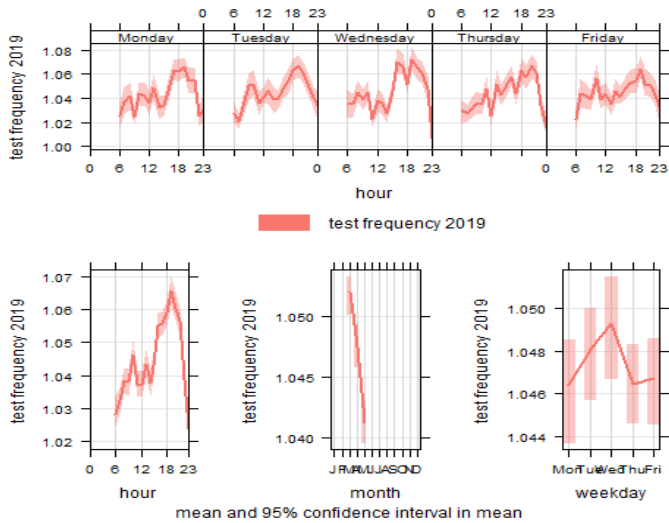 0 6 12 18 23 0 6 12 18 23
Monday Tuesday Wednesday Thursday Friday
test frequency 2019
1.08
1.06
1.04
1.02
1.00
0 6 12 18 23 0 6 12 18 23 0 6 12 18 23
hour
test frequency 2019
test frequency 2019
1.07
1.06
1.05
1.04
1.03
1.02
0 6 12 18 23
hour
test frequency 2019
1.050
1.045
1.040
J F M A M J J A S O N D
month
test frequency 2019
1.050
1.048
1.046
1.044
Mon Tue Wed Thu Fri
weekday
mean and 95% confidence interval in mean